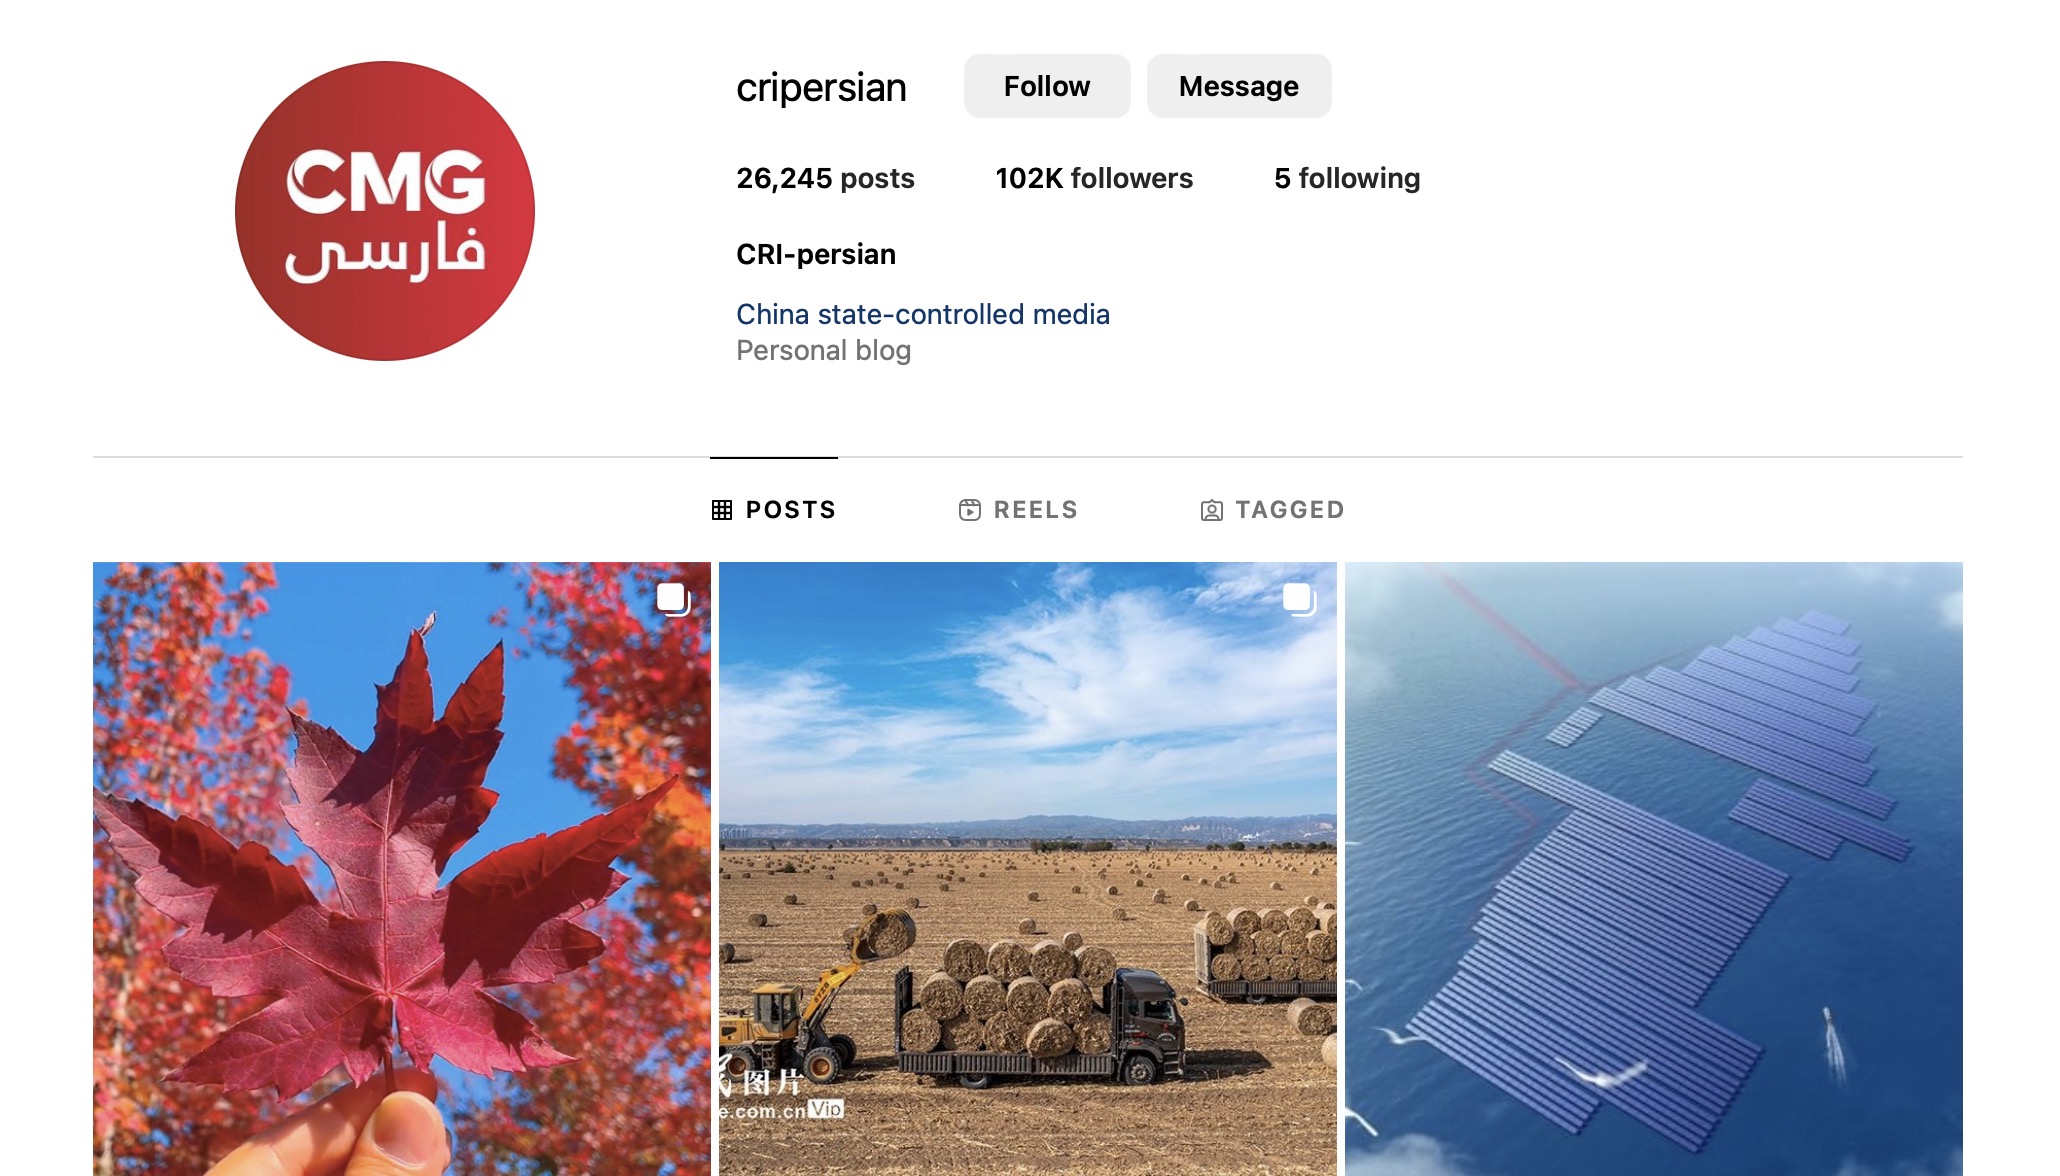 CMG
فارسی
cripersian
Follow
Message
26,245 posts
102K followers
5 following
CRI-persian
China state-controlled media
Personal blog
POSTS
REELS
TAGGED
图片
e.com.cn Vip